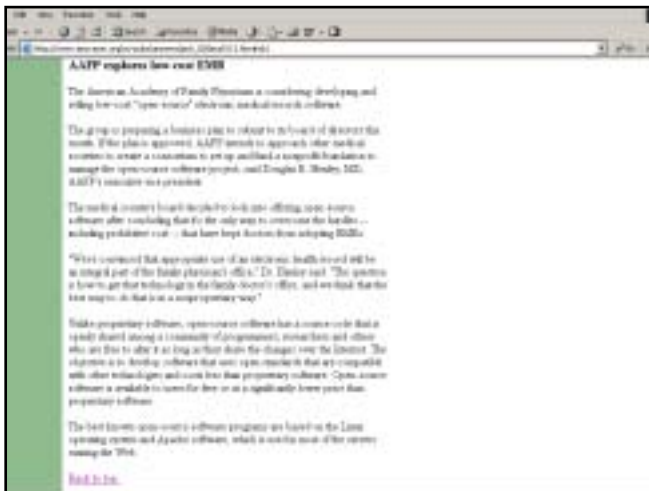 AAFP explores low cost EMR
The American Academy of Family Physicians is considering developing and
selling low-cost "open source" electronic medical records software.
The group is preparing a business plan to submit to its board of directors this
month. If the plan is approved, AAFP intends to approach other medical
societies to create a consortium to set up and fund a nonprofit foundation to
manage the open source software project, said Douglas E. Henley, MD,
AAFP's executive vice president.
The medical society's board decided to look into offering open source
software after concluding that it's the only way to overcome the hurdles --
including prohibitive cost -- that have kept doctors from adopting EMRs.
"We're convinced that appropriate use of an electronic health record will be
an integral part of the family physician's office," Dr. Henley said. "The question
is how to get that technology in the family doctor's office, and we think that the
best way to do that is in a nonproprietary way."
Unlike proprietary software, open source software has a source code that is
openly shared among a community of programmers, researchers and others
who are free to alter it as long as they share the changes over the Internet. The
objective is to develop software that uses open standards that are compatible
with other technologies and costs less than proprietary software. Open source
software is available to users for free or at a significantly lower price than
proprietary software.
The best known open source software programs are based on the Linux
operating system and Apache software, which is used by most of the servers
running the Web.
Back to top